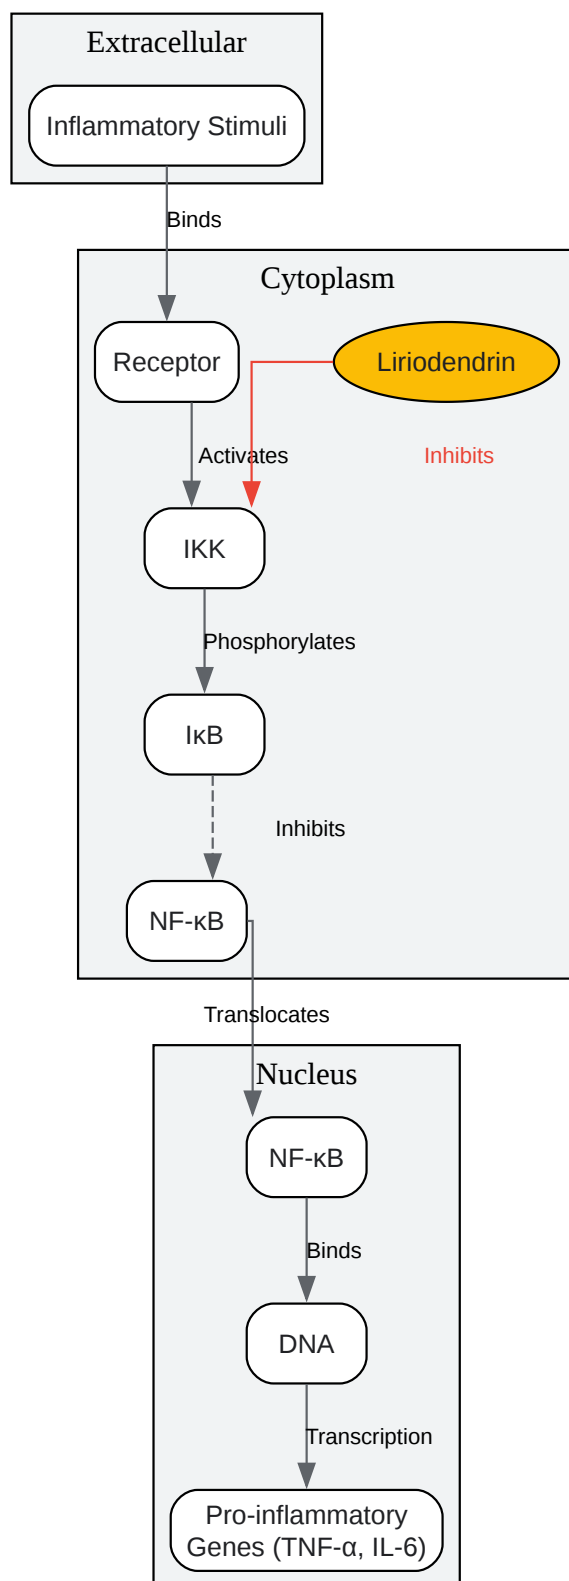 Extracellular
Inflammatory Stimuli
Binds
Cytoplasm
Receptor
Liriodendrin
Activates
Inhibits
IKK
Phosphorylates
IκB
Inhibits
NF-κB
Translocates
Nucleus
NF-κB
Binds
DNA
Transcription
Pro-inflammatory
Genes (TNF-α, IL-6)